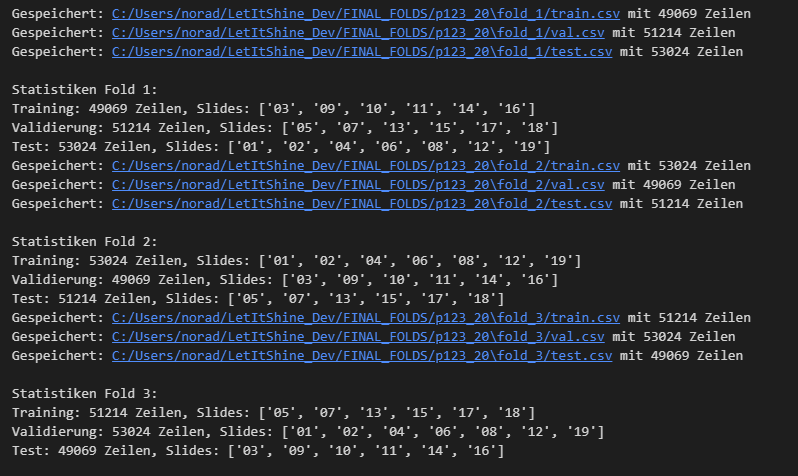 Gespeichert: C:/Users/norad/LetItShine_Dev/FINAL_FOLDS/p123_20\fold_1/train.csv mit 49069 Zeilen
Gespeichert: C:/Users/norad/LetItShine_Dev/FINAL_FOLDS/p123_20\fold_1/val.csv mit 51214 Zeilen
Gespeichert: C:/Users/norad/LetItShine_Dev/FINAL_FOLDS/p123_20\fold_1/test.csv mit 53024 Zeilen
Statistiken Fold 1:
Training: 49069 Zeilen, Slides: ['03', '09', '10', '11', '14', '16']
Validierung: 51214 Zeilen, Slides: ['05', '07', '13', '15', '17', '18']
Test: 53024 Zeilen, Slides: ['01', '02', '04', '06', '08', '12', '19']
Gespeichert: C:/Users/norad/LetItShine_Dev/FINAL_FOLDS/p123_20\fold_2/train.csv mit 53024 Zeilen
Gespeichert: C:/Users/norad/LetItShine_Dev/FINAL_FOLDS/p123_20\fold_2/val.csv mit 49069 Zeilen
Gespeichert: C:/Users/norad/LetItShine_Dev/FINAL_FOLDS/p123_20\fold_2/test.csv mit 51214 Zeilen
Statistiken Fold 2:
Training: 53024 Zeilen, Slides: ['01', '02', '04', '06', '08', '12', '19']
Validierung: 49069 Zeilen, Slides: ['03', '09', '10', '11', '14', '16']
Test: 51214 Zeilen, Slides: ['05', '07', '13', '15', '17', '18']
Gespeichert: C:/Users/norad/LetItShine_Dev/FINAL_FOLDS/p123_20\fold_3/train.csv mit 51214 Zeilen
Gespeichert: C:/Users/norad/LetItShine_Dev/FINAL_FOLDS/p123_20\fold_3/val.csv mit 53024 Zeilen
Gespeichert: C:/Users/norad/LetItShine_Dev/FINAL_FOLDS/p123_20\fold_3/test.csv mit 49069 Zeilen
Statistiken Fold 3:
Training: 51214 Zeilen, Slides: ['05', '07', '13', '15', '17', '18']
Validierung: 53024 Zeilen, Slides: ['01', '02', '04', '06', '08', '12', '19']
Test: 49069 Zeilen, Slides: ['03', '09', '10', '11', '14', '16']